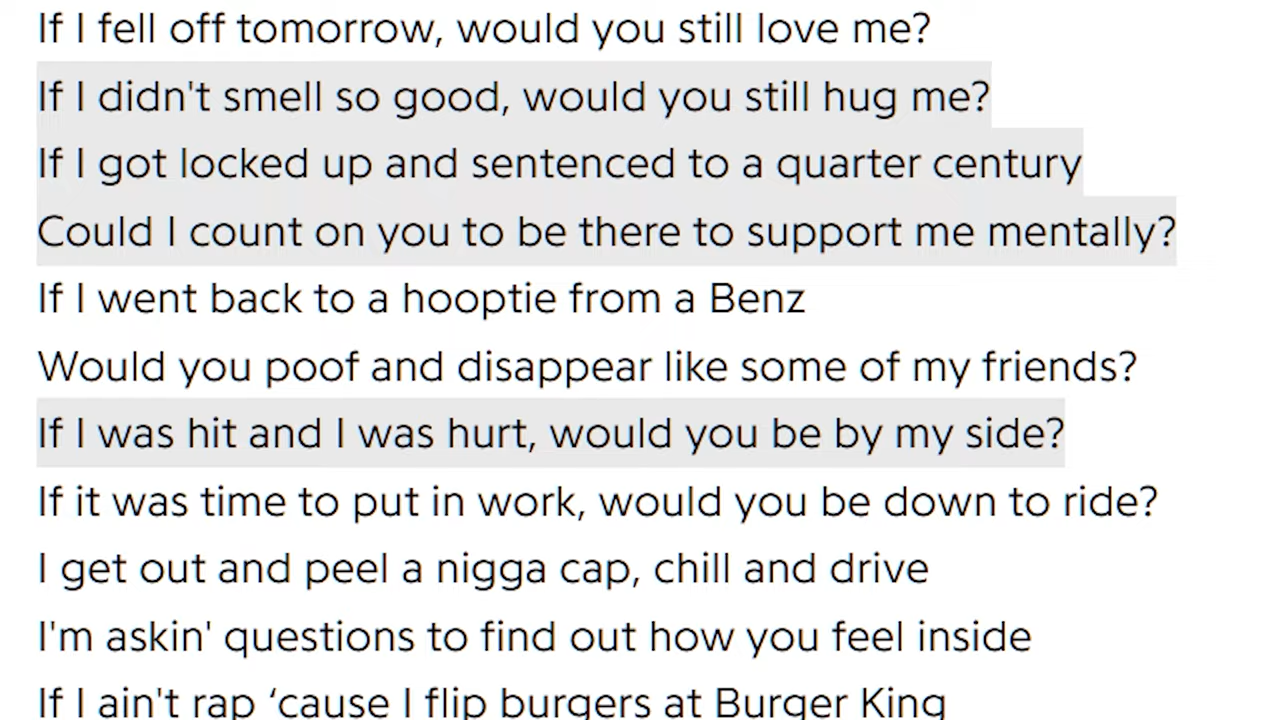 If I fell off tomorrow, would you still love me?
If I didn't smell so good, would you still hug me?
If I got locked up and sentenced to a quarter century
Could I count on you to be there to support me mentally?
If I went back to a hooptie from a Benz
Would you poof and disappear like some of my friends?
If I was hit and I was hurt, would you be by my side?
If it was time to put in work, would you be down to ride?
I get out and peel a nigga cap, chill and drive
I'm askin' questions to find out how you feel inside
If I ain't rap ‘cause I flip burgers at Burger King